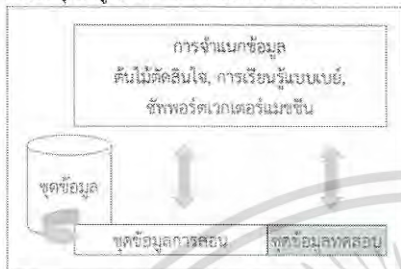 การจำแนกข้อมูล
ต้นไม้ตัดสินใจ, การเรียนรู้แบบเบย์,
ซัพพอร์ตเวกเตอร์แมชชีน
ชุดข้อมูล
ชุดข้อมูลการสอน
ชุดข้อมูลทดสอบ